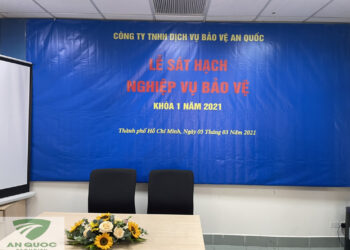 CÔNG TY TNHH DỊCH VỤ BẢO VỆ AN QUỐC
LỄ SÁT HẠCH
NGHIỆP VỤ BẢO VỆ
KHÓA 1 NĂM 2021
Thành phố Hồ Chí Minh, Ngày 05 Tháng 03 Năm 2021
AN QUOC